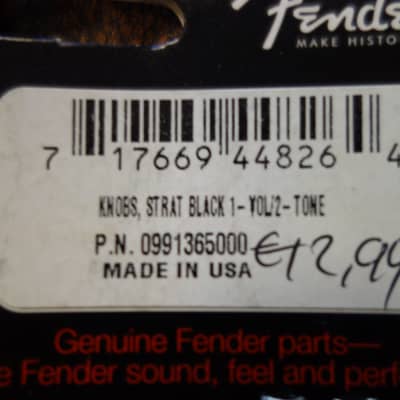 Fender
MAKE HISTO
7 17669 44826 4
KNOBS, STRAT BLACK 1-VOL/2-TONE
P.N. 0991365000 €12,99
MADE IN USA
Genuine Fender parts—
e Fender sound, feel and perf